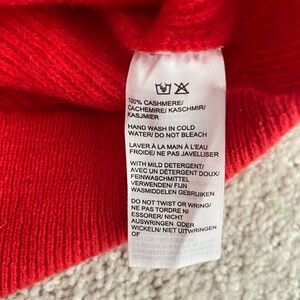 100% CASHMERE/
CACHEMIRE/ KASCHMIR/
KASJMIER
HAND WASH IN COLD
WATER/ DO NOT BLEACH
LAVER À LA MAIN À L'EAU
FROIDE/ NE PAS JAVELLISER
WITH MILD DETERGENT/
AVEC UN DÉTERGENT DOUX/
FEINWASCHMITTEL
VERWENDEN/ FIJN
WASMIDDELEN GEBRUIKEN
DO NOT TWIST OR WRING/
NE PAS TORDRE NI
ESSORER/ NICHT
AUSWRINGEN ODER
WICKELN/ NIET UITWRINGEN
OF